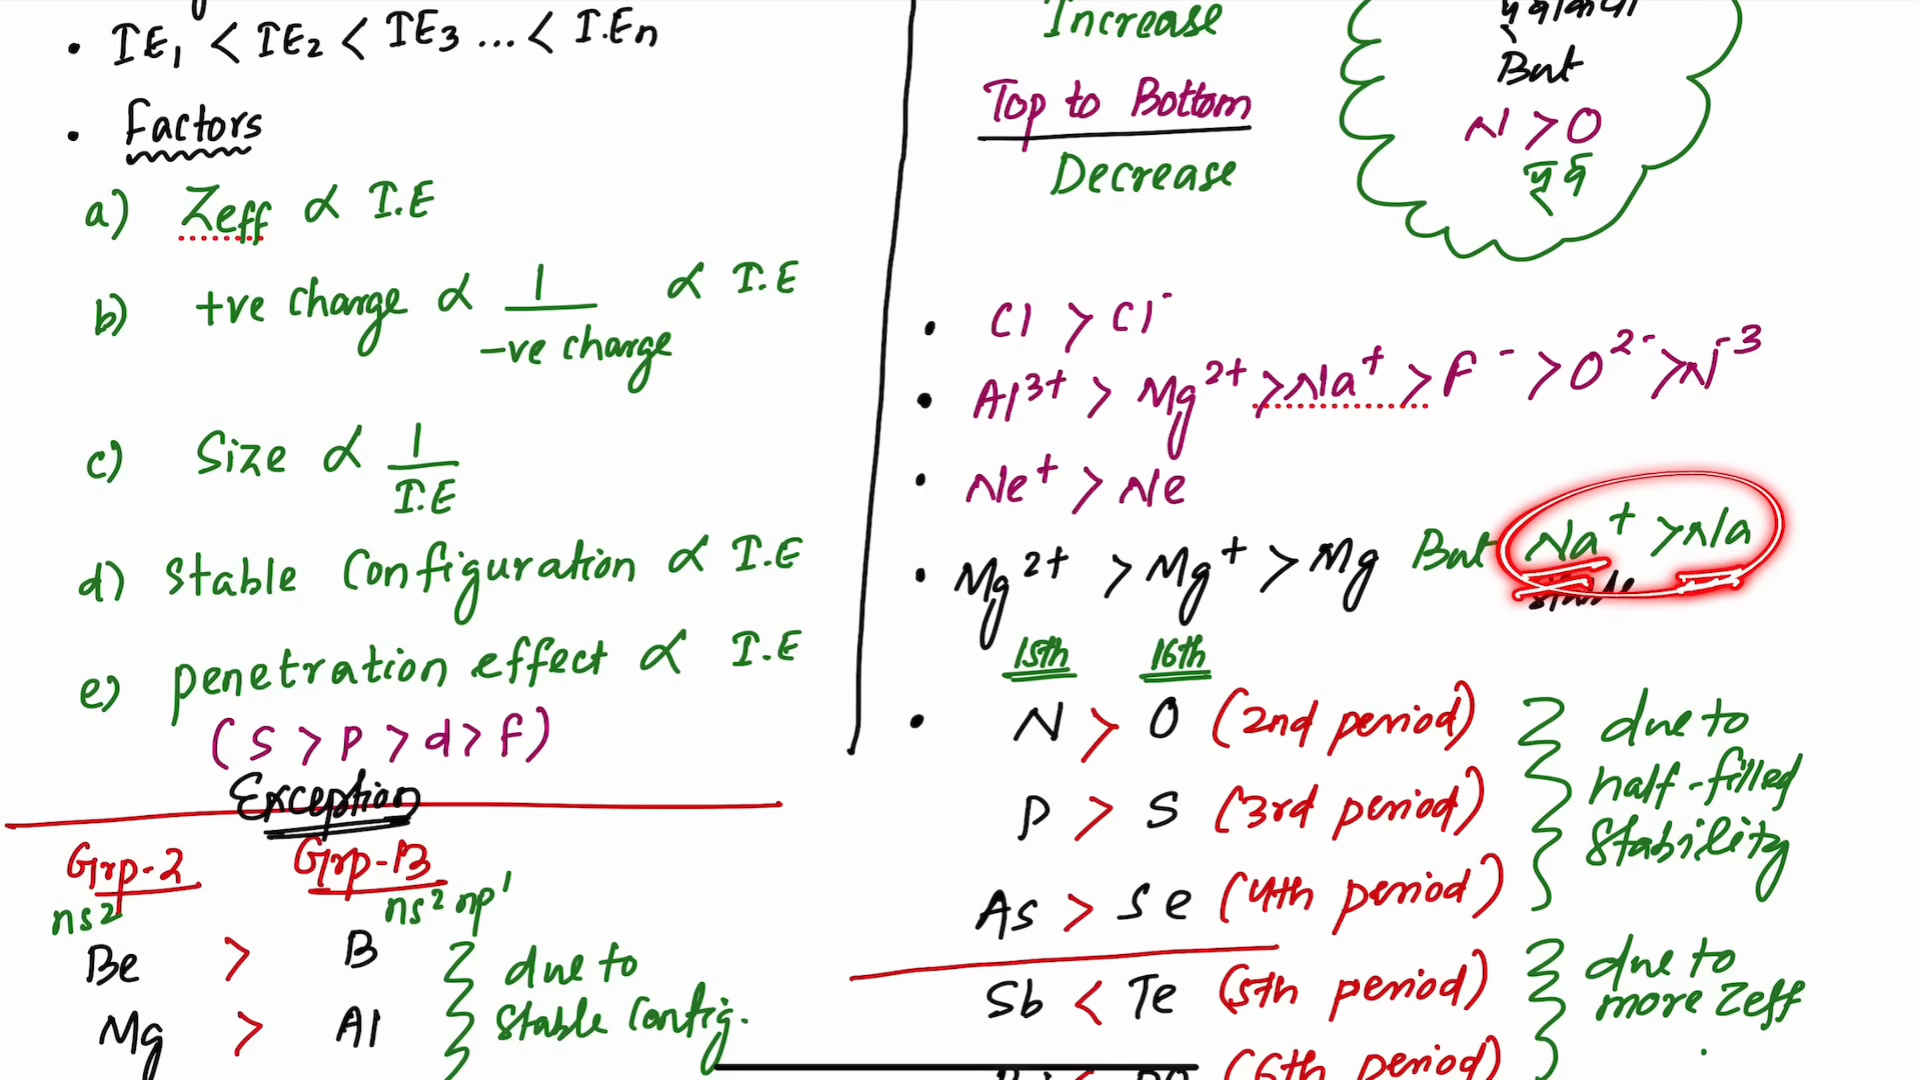 • IE₁ < IE₂ < IE₃ ... < I.En
• Factors
a) Zeff ∝ I.E
b) +ve charge ∝ 1/-ve charge ∝ I.E
c) Size ∝ 1/I.E
d) Stable Configuration ∝ I.E
e) penetration effect ∝ I.E
(s > p > d > f)
Exception
Grp-2 Grp-13
ns² ns² np¹
Be > B
Mg > Al
} due to
stable Config.
Increase
Top to Bottom
Decrease
But
N > O
• Cl > Cl⁻
• Al³⁺ > Mg²⁺ > Na⁺ > F⁻ > O²⁻ > N⁻³
• Ne⁺ > Ne
• Mg²⁺ > Mg⁺ > Mg But Na⁺ > Na
15th 16th
• N > O (2nd period)
P > S (3rd period)
As > Se (4th period)
} due to
half-filled
stability
Sb < Te (5th period)
(6th period)
} due to
more Zeff